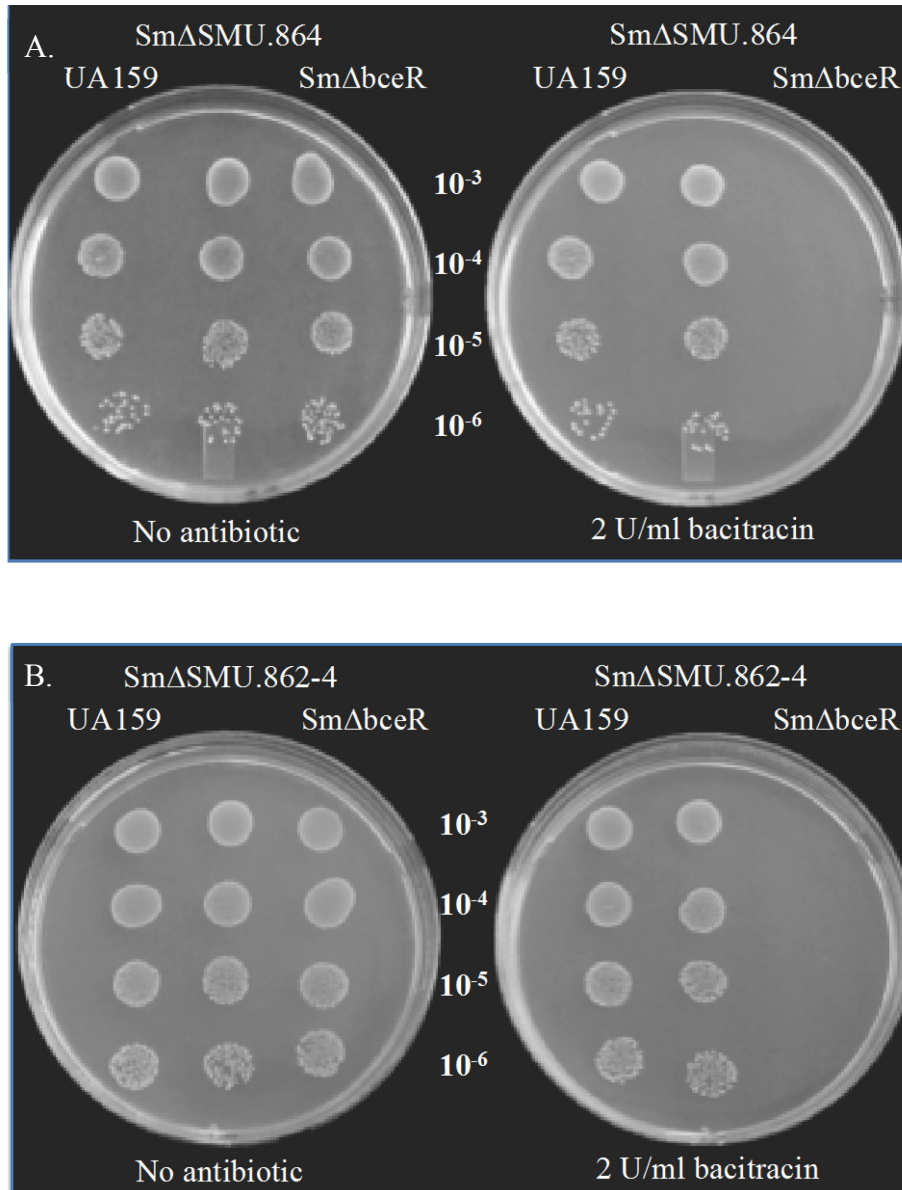 A.
SmΔSMU.864
SmΔSMU.864
UA159
SmΔbceR
UA159
SmΔbceR
10-3
10-4
10-5
10-6
No antibiotic
2 U/ml bacitracin
B.
SmΔSMU.862-4
SmΔSMU.862-4
UA159
SmΔbceR
UA159
SmΔbceR
10-3
10-4
10-5
10-6
No antibiotic
2 U/ml bacitracin